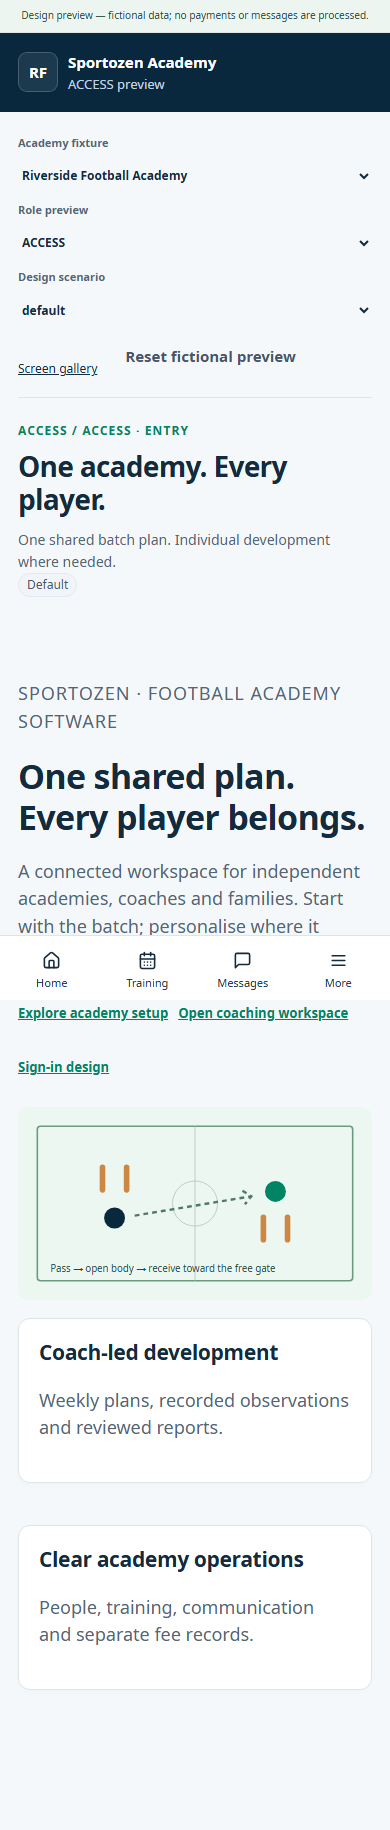 Design preview — fictional data; no payments or messages are processed.
RF
Sportozen Academy
ACCESS preview
Academy fixture
Riverside Football Academy
Role preview
ACCESS
Design scenario
default
Screen gallery
Reset fictional preview
ACCESS / ACCESS · ENTRY
One academy. Every
player.
One shared batch plan. Individual development
where needed.
Default
SPORTOZEN · FOOTBALL ACADEMY
SOFTWARE
One shared plan.
Every player belongs.
A connected workspace for independent
academies, coaches and families. Start
with the batch; personalise where it
Home
Training
Messages
More
Explore academy setup
Open coaching workspace
Sign-in design
Pass → open body → receive toward the free gate
Coach-led development
Weekly plans, recorded observations
and reviewed reports.
Clear academy operations
People, training, communication
and separate fee records.